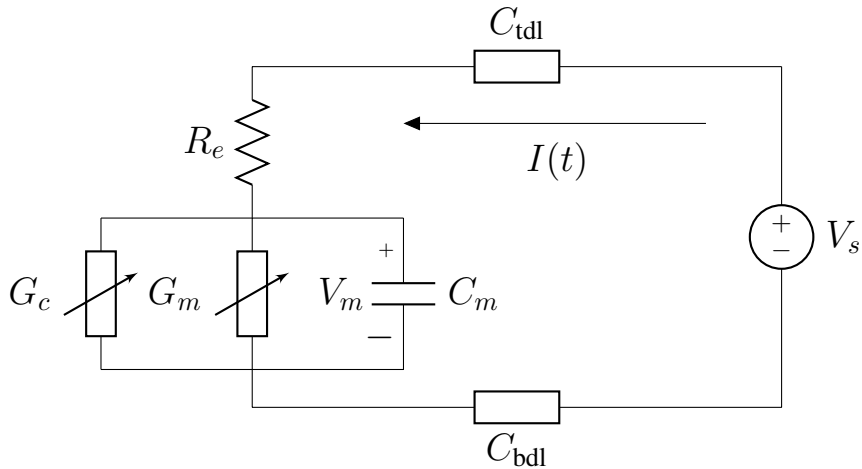 C_tdl
R_e
I(t)
+
−
V_s
G_c
G_m
+
V_m
−
C_m
C_bdl